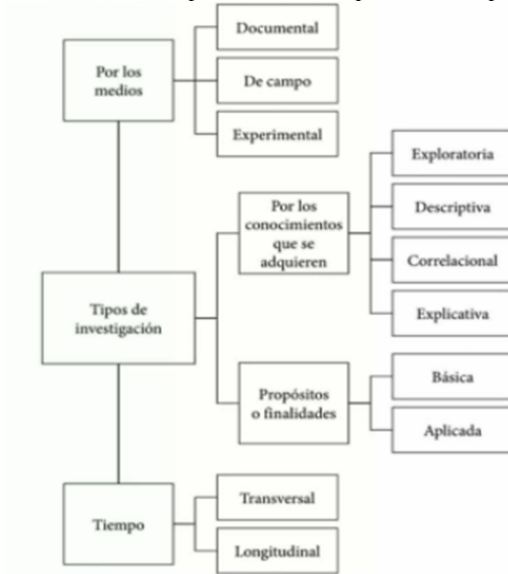 Por los
medios
Documental
De campo
Experimental
Tipos de
investigación
Por los
conocimientos
que se
adquieren
Exploratoria
Descriptiva
Correlacional
Explicativa
Propósitos
o finalidades
Básica
Aplicada
Tiempo
Transversal
Longitudinal